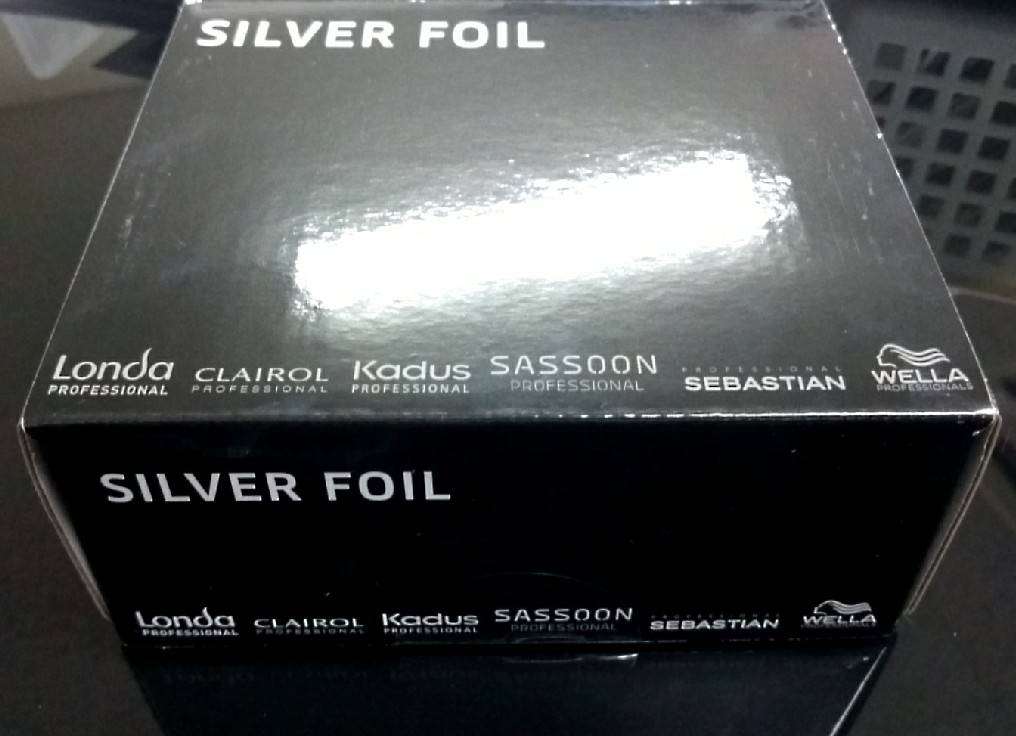 SILVER FOIL
Londa CLAIROL Kadus SASSOON PROFESSIONAL WELLA
PROFESSIONAL PROFESSIONAL PROFESSIONAL PROFESSIONAL SEBASTIAN PROFESSIONALS
SILVER FOIL
Londa CLAIROL Kadus SASSOON PROFESSIONAL WELLA
PROFESSIONAL PROFESSIONAL PROFESSIONAL PROFESSIONAL SEBASTIAN